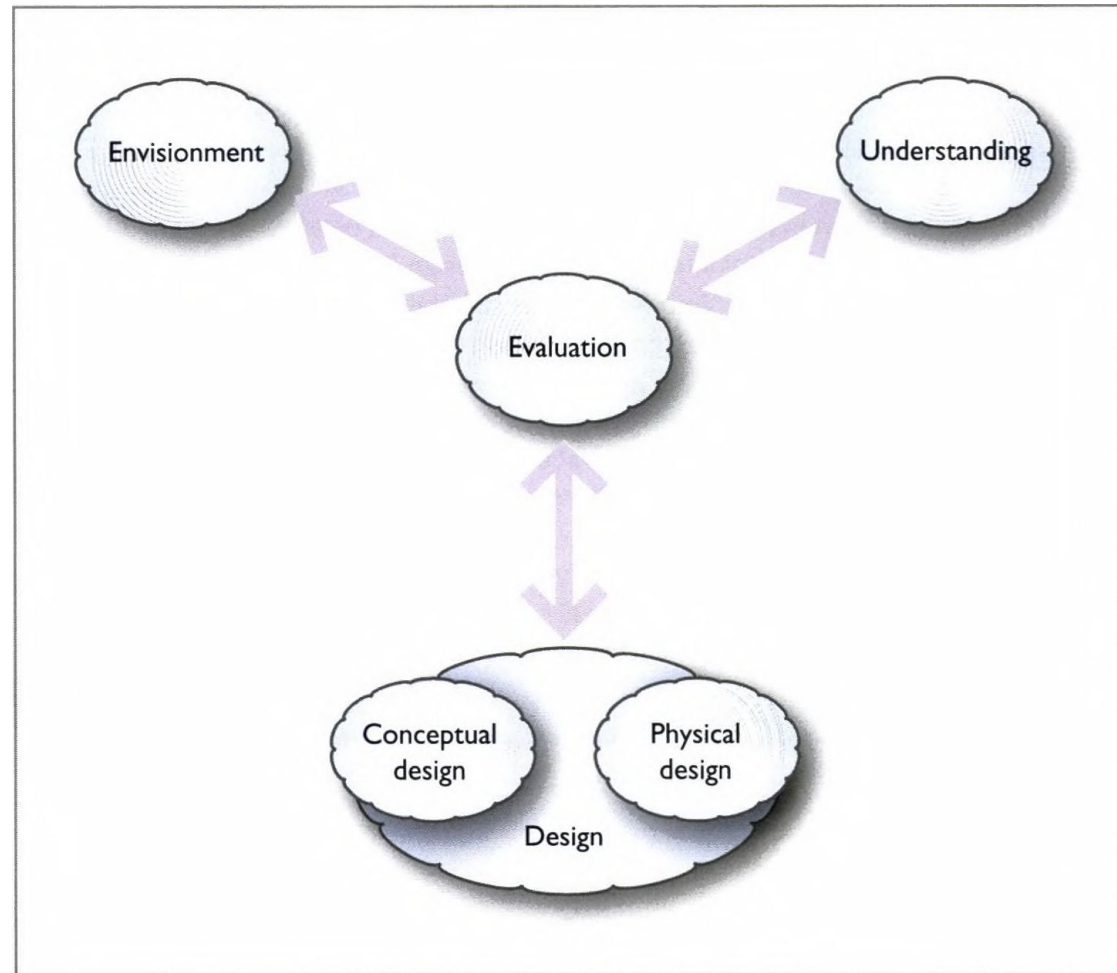 Envisionment
Understanding
Evaluation
Conceptual
design
Physical
design
Design